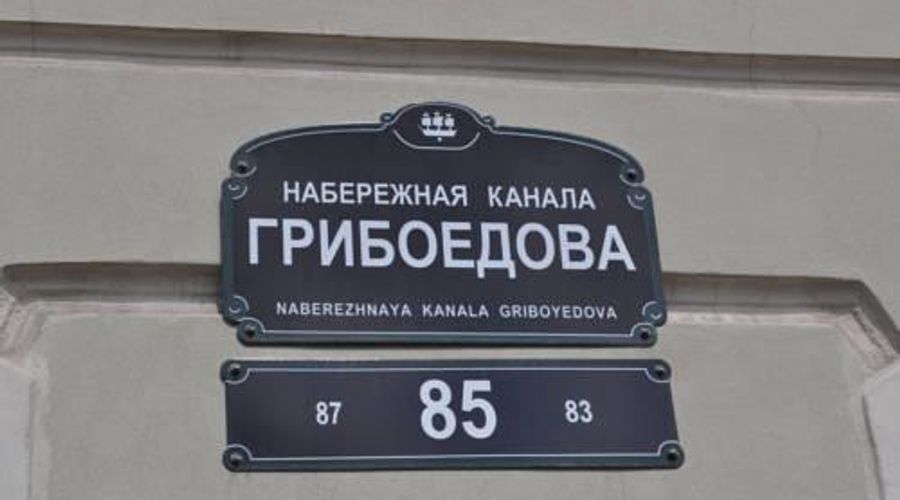 НАБЕРЕЖНАЯ КАНАЛА
ГРИБОЕДОВА
NABEREZHNAYA KANALA GRIBOYEDOVA
87 85 83